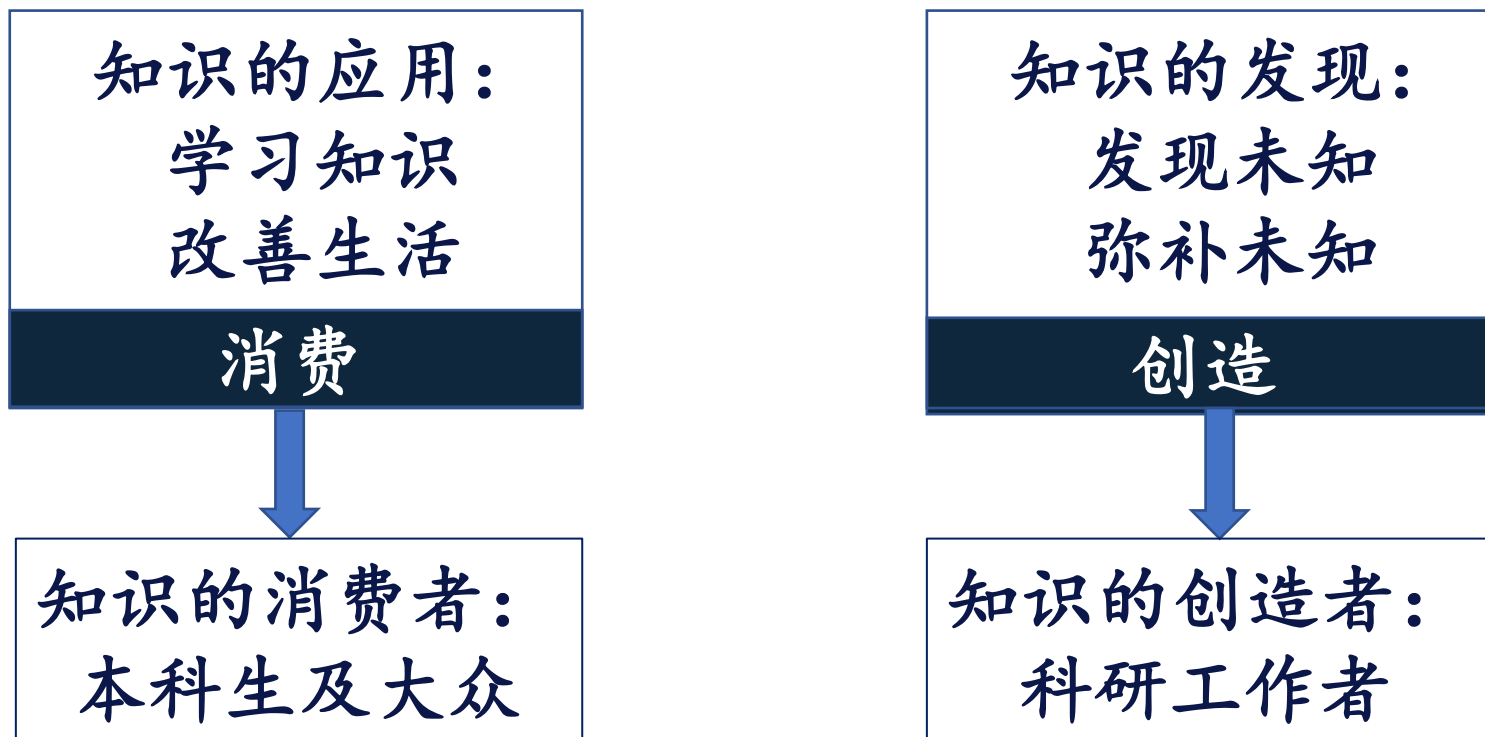 知识的应用：
学习知识
改善生活
消费
知识的消费者：
本科生及大众
知识的发现：
发现未知
弥补未知
创造
知识的创造者：
科研工作者